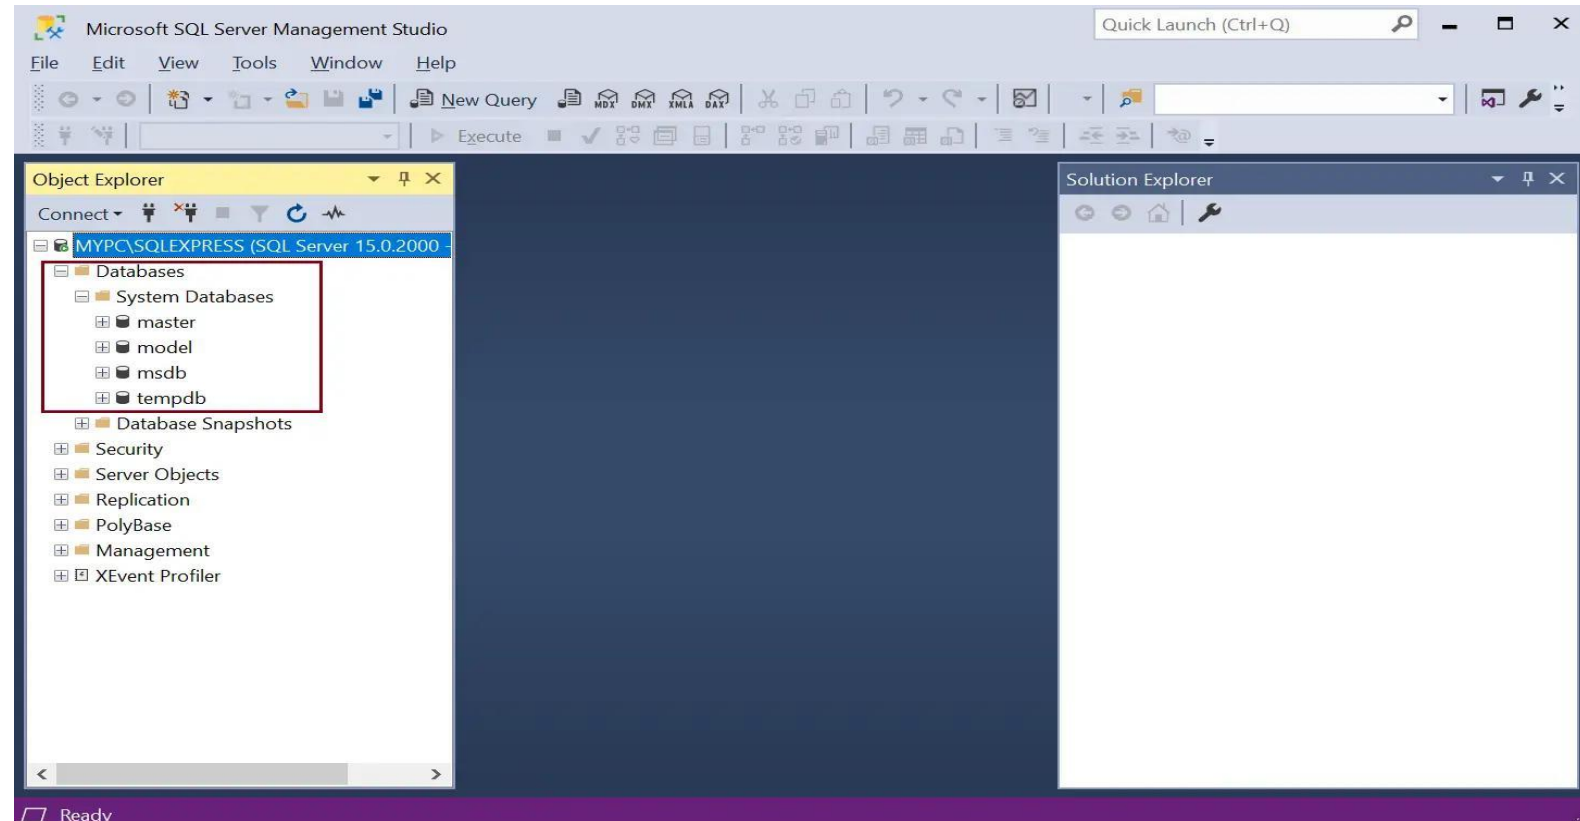 Microsoft SQL Server Management Studio
Quick Launch (Ctrl+Q)
File Edit View Tools Window Help
New Query MDX DMX XMLA DAX
Execute
Object Explorer
Connect
MYPC\SQLEXPRESS (SQL Server 15.0.2000 -
Databases
System Databases
master
model
msdb
tempdb
Database Snapshots
Security
Server Objects
Replication
PolyBase
Management
XEvent Profiler
Solution Explorer
Ready